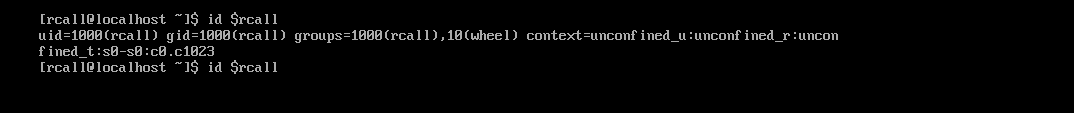 [rcall@localhost ~]$ id $rcall
uid=1000(rcall) gid=1000(rcall) groups=1000(rcall),10(wheel) context=unconfined_u:unconfined_r:uncon
fined_t:s0-s0:c0.c1023
[rcall@localhost ~]$ id $rcall